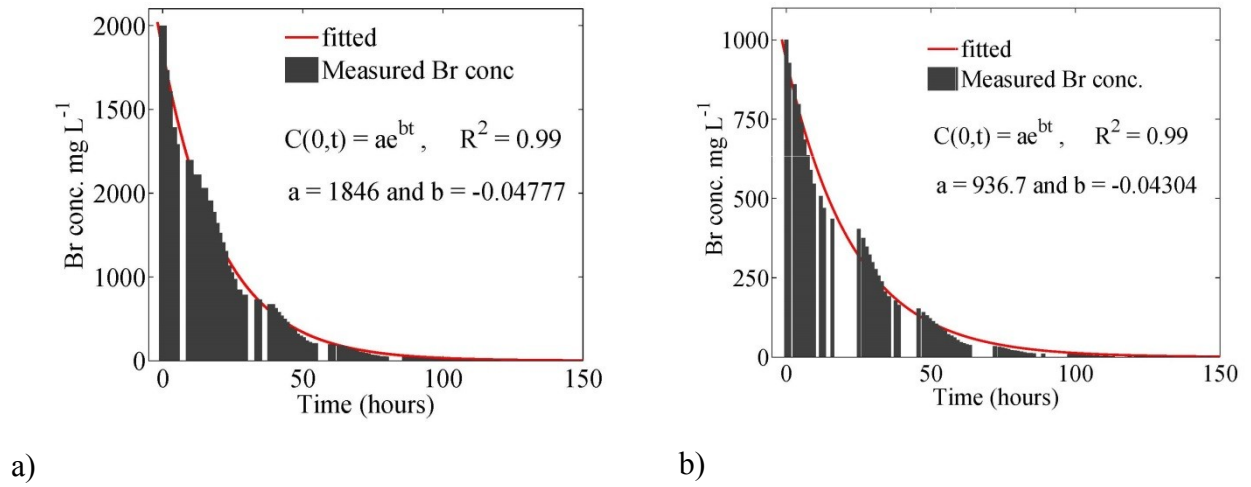 2000
1500
2000
1000
0
Br conc. mg L⁻¹
fitted
Measured Br conc
C(0,t) = ae^bt , R² = 0.99
a = 1846 and b = -0.04777
0 50 100 150
Time (hours)
a)
1000
750
500
250
0
Br conc. mg L⁻¹
fitted
Measured Br conc.
C(0,t) = ae^bt , R² = 0.99
a = 936.7 and b = -0.04304
0 50 100 150
Time (hours)
b)